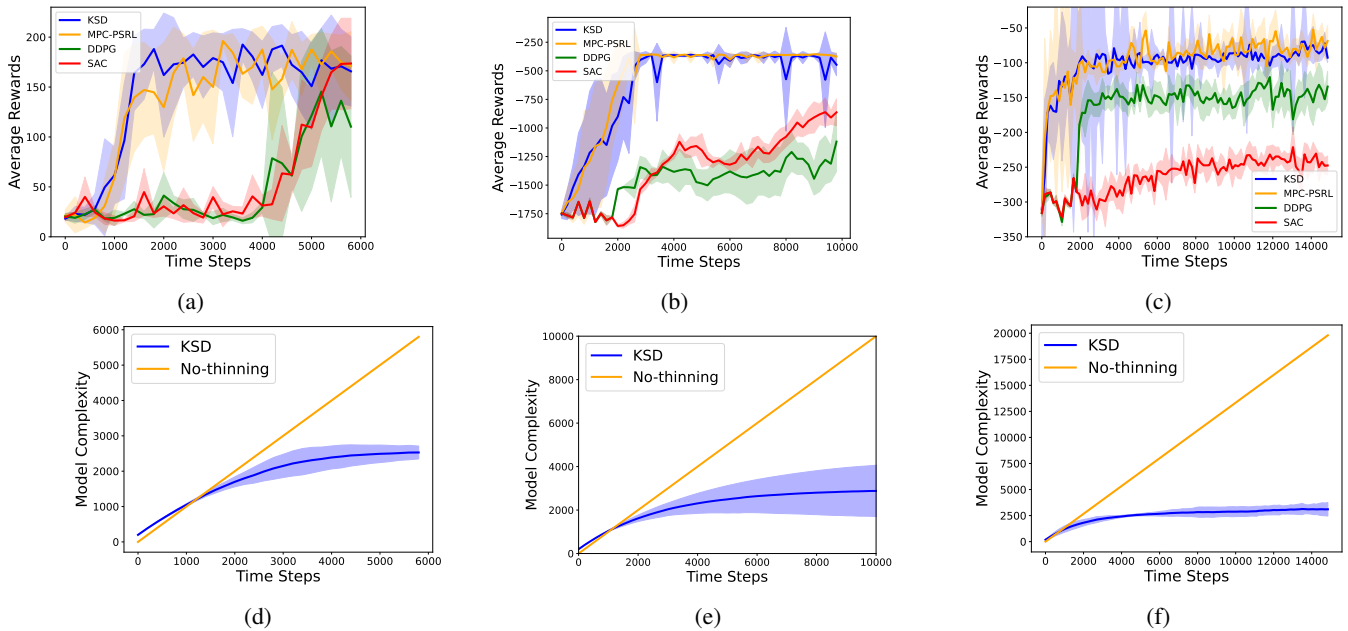 KSD
MPC-PSRL
DDPG
SAC
200
150
100
50
0
Average Rewards
0 1000 2000 3000 4000 5000 6000
Time Steps
(a)
KSD
MPC-PSRL
DDPG
SAC
−250
−500
−750
−1000
−1250
−1500
−1750
Average Rewards
0 2000 4000 6000 8000 10000
Time Steps
(b)
−50
−100
−150
−200
−250
−300
−350
Average Rewards
KSD
MPC-PSRL
DDPG
SAC
0 2000 4000 6000 8000 10000 12000 14000
Time Steps
(c)
KSD
No-thinning
6000
5000
4000
3000
2000
1000
0
Model Complexity
0 1000 2000 3000 4000 5000 6000
Time Steps
(d)
KSD
No-thinning
10000
8000
6000
4000
2000
0
Model Complexity
0 2000 4000 6000 8000 10000
Time Steps
(e)
KSD
No-thinning
20000
17500
15000
12500
10000
7500
5000
2500
0
Model Complexity
0 2000 4000 6000 8000 10000 12000 14000
Time Steps
(f)